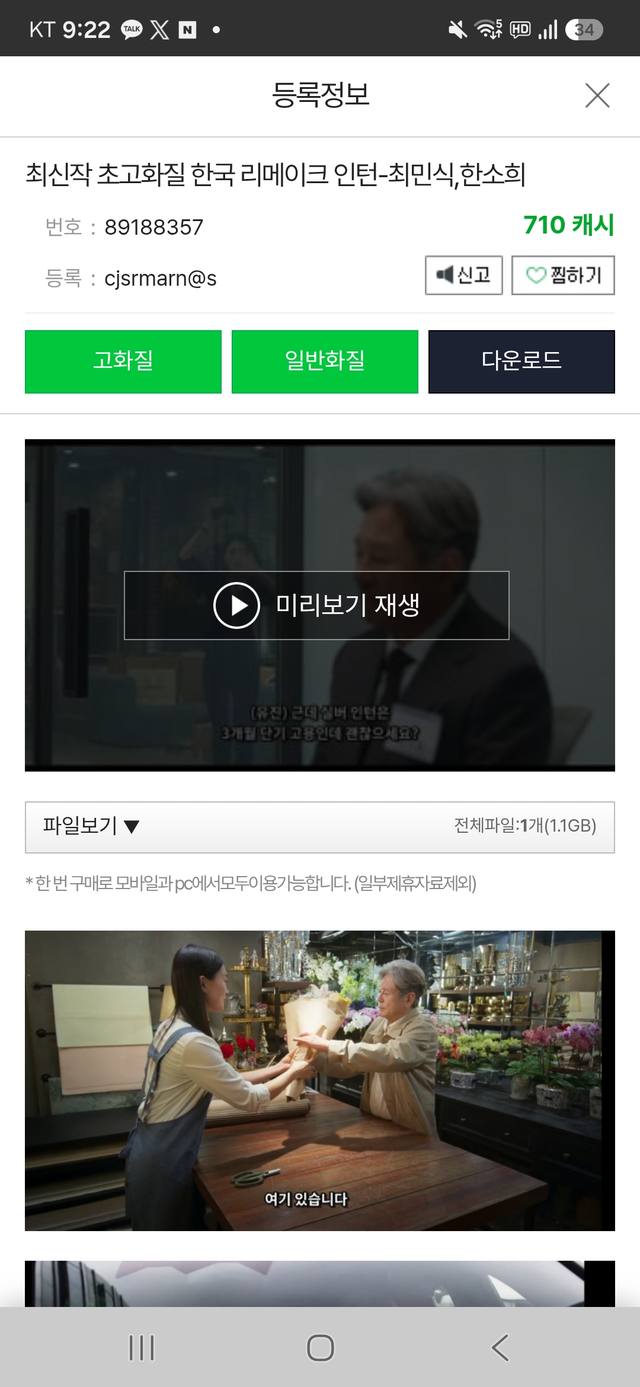 KT 9:22 TALK N 5 HD 34
등록정보
최신작 초고화질 한국 리메이크 인턴-최민식,한소희
번호 : 89188357
710 캐시
등록 : cjsrmarn@s
신고
찜하기
고화질
일반화질
다운로드
미리보기 재생
(유진) 근데 실버 인턴은
3개월 단기 고용인데 괜찮으세요?
파일보기 ▼
전체파일:1개(1.1GB)
* 한 번 구매로 모바일과 pc에서모두이용가능합니다. (일부제휴자료제외)
여기 있습니다